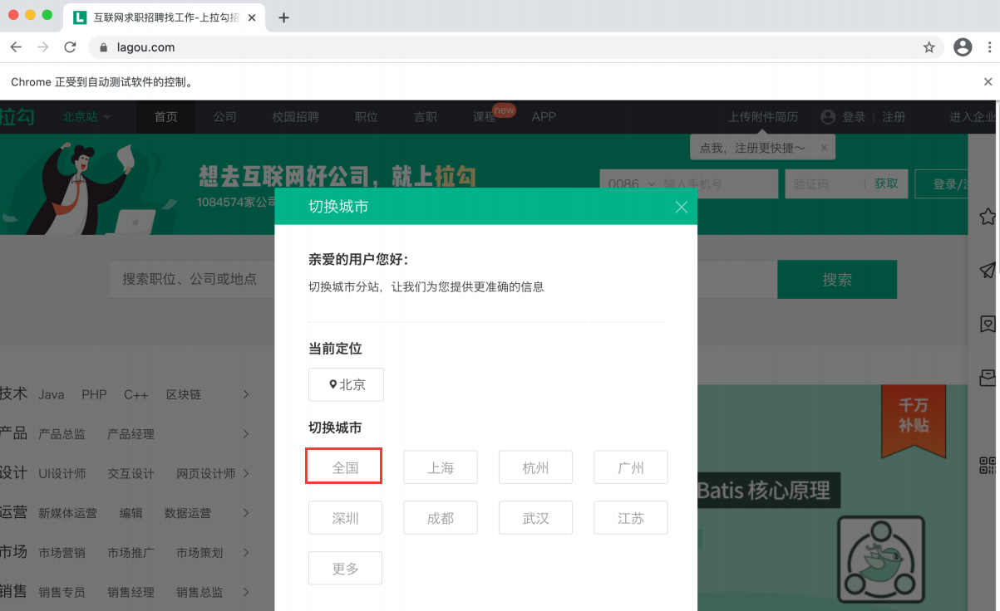 互联网求职招聘找工作-上拉勾招
lagou.com
Chrome 正受到自动测试软件的控制。
拉勾 北京站 首页 公司 校园招聘 职位 言职 课程 new APP 上传附件简历 登录 | 注册 进入企业
点我，注册更快捷～ ×
想去互联网好公司，就上拉勾
0086 输入手机号 验证码 获取 登录/注
1084574家公司
切换城市
亲爱的用户您好：
搜索职位、公司或地点 搜索
切换城市分站，让我们为您提供更准确的信息
当前定位
北京
技术 Java PHP C++ 区块链
千万
补贴
切换城市
产品 产品总监 产品经理
全国 上海 杭州 广州
设计 UI设计师 交互设计 网页设计师
Batis 核心原理
运营 新媒体运营 编辑 数据运营
深圳 成都 武汉 江苏
市场 市场营销 市场推广 市场策划
更多
销售 销售专员 销售经理 销售总监